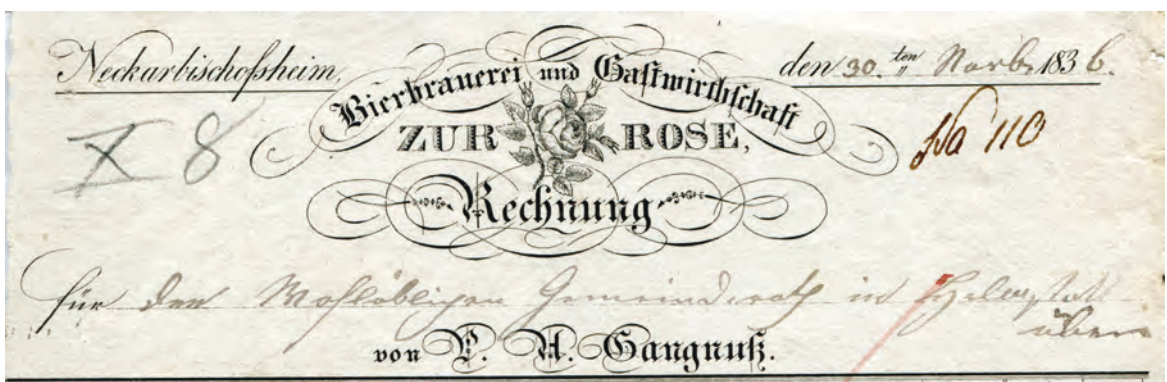 Neckarbischofsheim, den 30. ten Novb. 1836.
Bierbrauerei und Gastwirthschaft
ZUR ROSE,
X 8
No 110
Rechnung
für den Wohllöblichen Gemeinderath in
über
von P. A. Gangnuß.